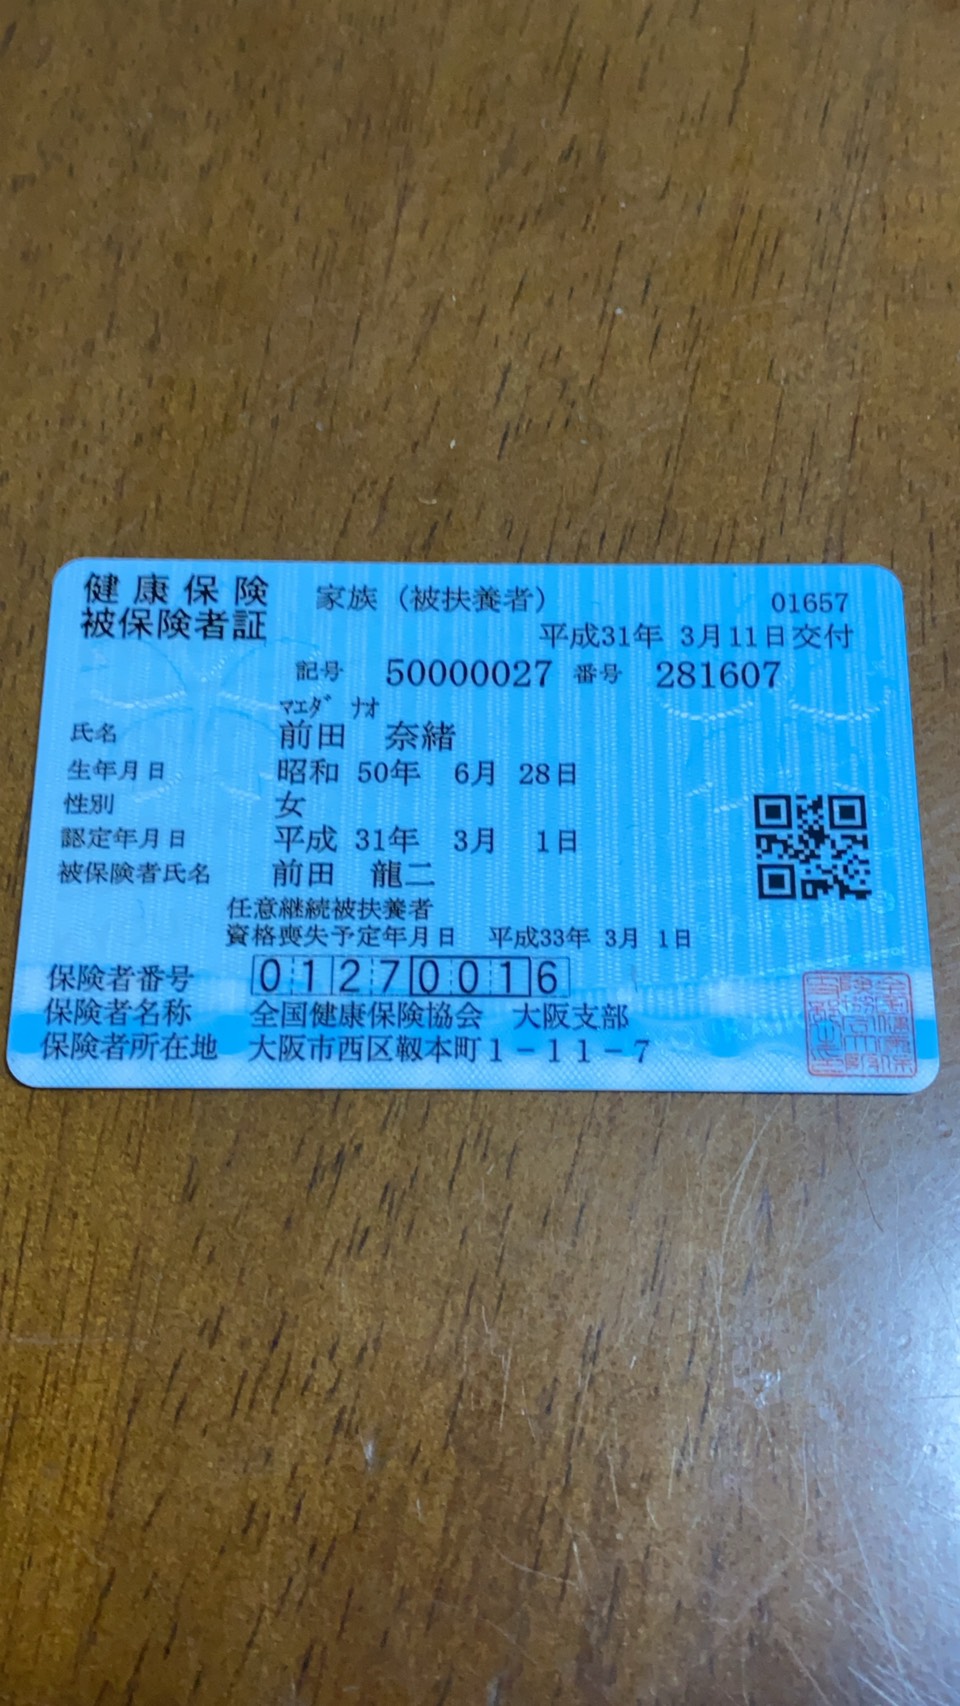 健康保険 家族（被扶養者） 01657
被保険者証 平成31年 3月11日交付
記号 50000027 番号 281607
ﾏｴﾀﾞ ﾅｵ
氏名 前田 奈緒
生年月日 昭和 50年 6月 28日
性別 女
認定年月日 平成 31年 3月 1日
被保険者氏名 前田 龍二
任意継続被扶養者
資格喪失予定年月日 平成33年 3月 1日
保険者番号 01270016
保険者名称 全国健康保険協会 大阪支部
保険者所在地 大阪市西区靱本町１－１１－７